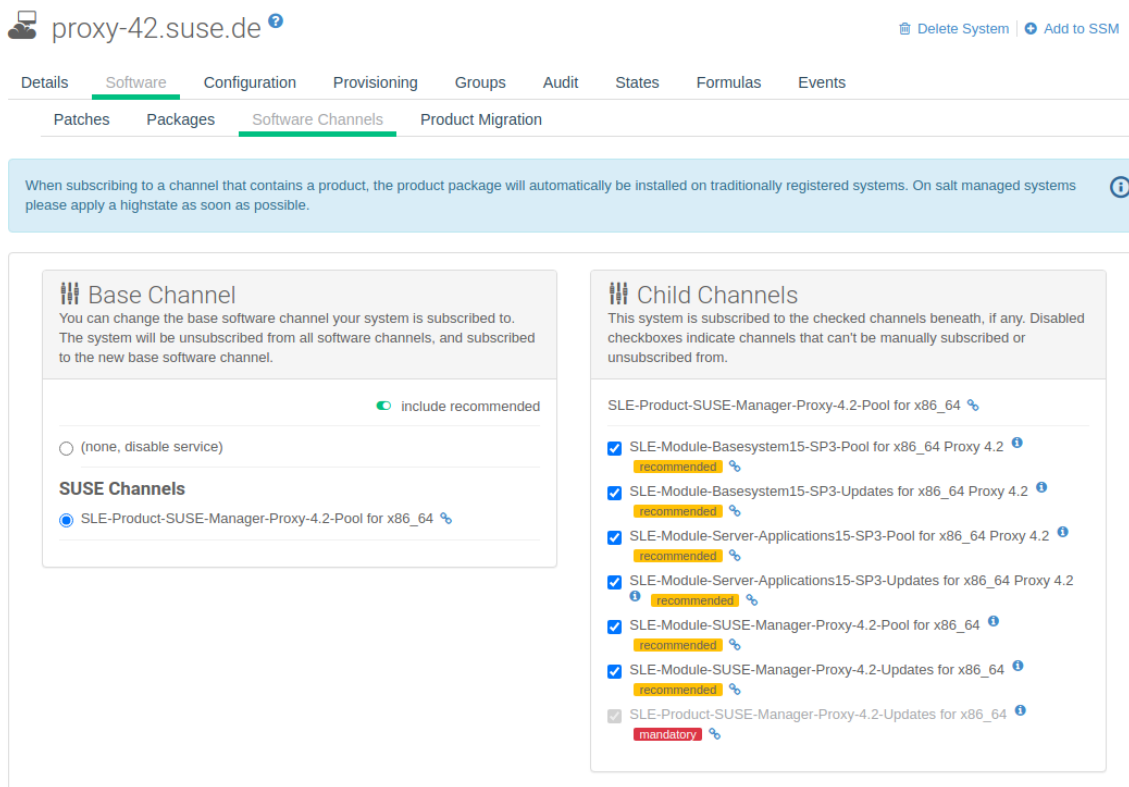 proxy-42.suse.de
Delete System
Add to SSM
Details Software Configuration Provisioning Groups Audit States Formulas Events
Patches Packages Software Channels Product Migration
When subscribing to a channel that contains a product, the product package will automatically be installed on traditionally registered systems. On salt managed systems
please apply a highstate as soon as possible.
Base Channel
You can change the base software channel your system is subscribed to.
The system will be unsubscribed from all software channels, and subscribed
to the new base software channel.
include recommended
(none, disable service)
SUSE Channels
SLE-Product-SUSE-Manager-Proxy-4.2-Pool for x86_64
Child Channels
This system is subscribed to the checked channels beneath, if any. Disabled
checkboxes indicate channels that can't be manually subscribed or
unsubscribed from.
SLE-Product-SUSE-Manager-Proxy-4.2-Pool for x86_64
SLE-Module-Basesystem15-SP3-Pool for x86_64 Proxy 4.2
recommended
SLE-Module-Basesystem15-SP3-Updates for x86_64 Proxy 4.2
recommended
SLE-Module-Server-Applications15-SP3-Pool for x86_64 Proxy 4.2
recommended
SLE-Module-Server-Applications15-SP3-Updates for x86_64 Proxy 4.2
recommended
SLE-Module-SUSE-Manager-Proxy-4.2-Pool for x86_64
recommended
SLE-Module-SUSE-Manager-Proxy-4.2-Updates for x86_64
recommended
SLE-Product-SUSE-Manager-Proxy-4.2-Updates for x86_64
mandatory